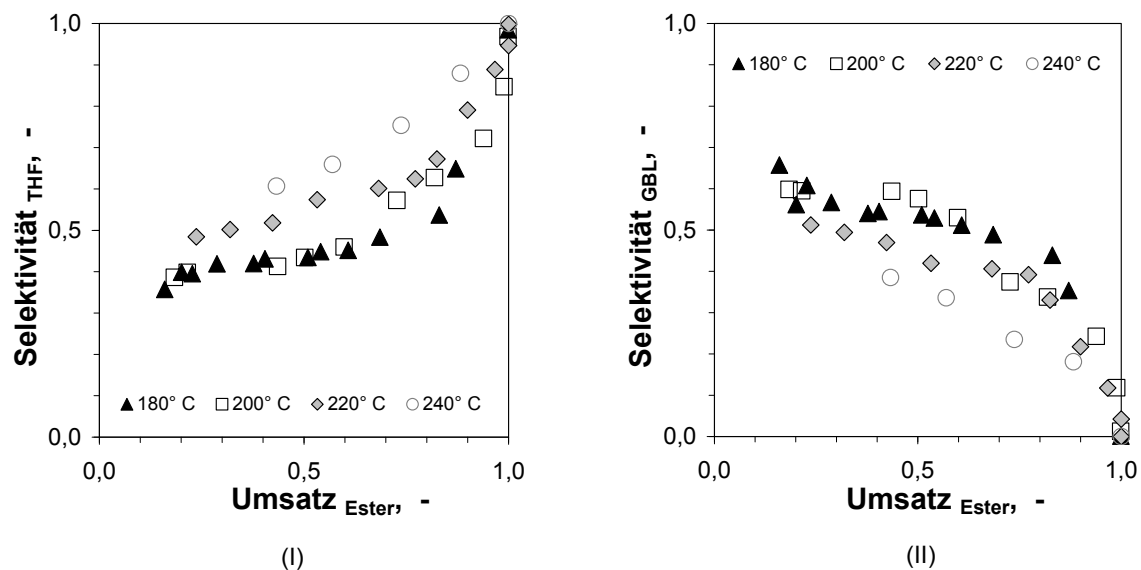 1,0
0,5
0,0
Selektivität THF, -
180° C 200° C 220° C 240° C
0,0 0,5 1,0
Umsatz Ester, -
(I)
1,0
0,5
0,0
Selektivität GBL, -
180° C 200° C 220° C 240° C
0,0 0,5 1,0
Umsatz Ester, -
(II)